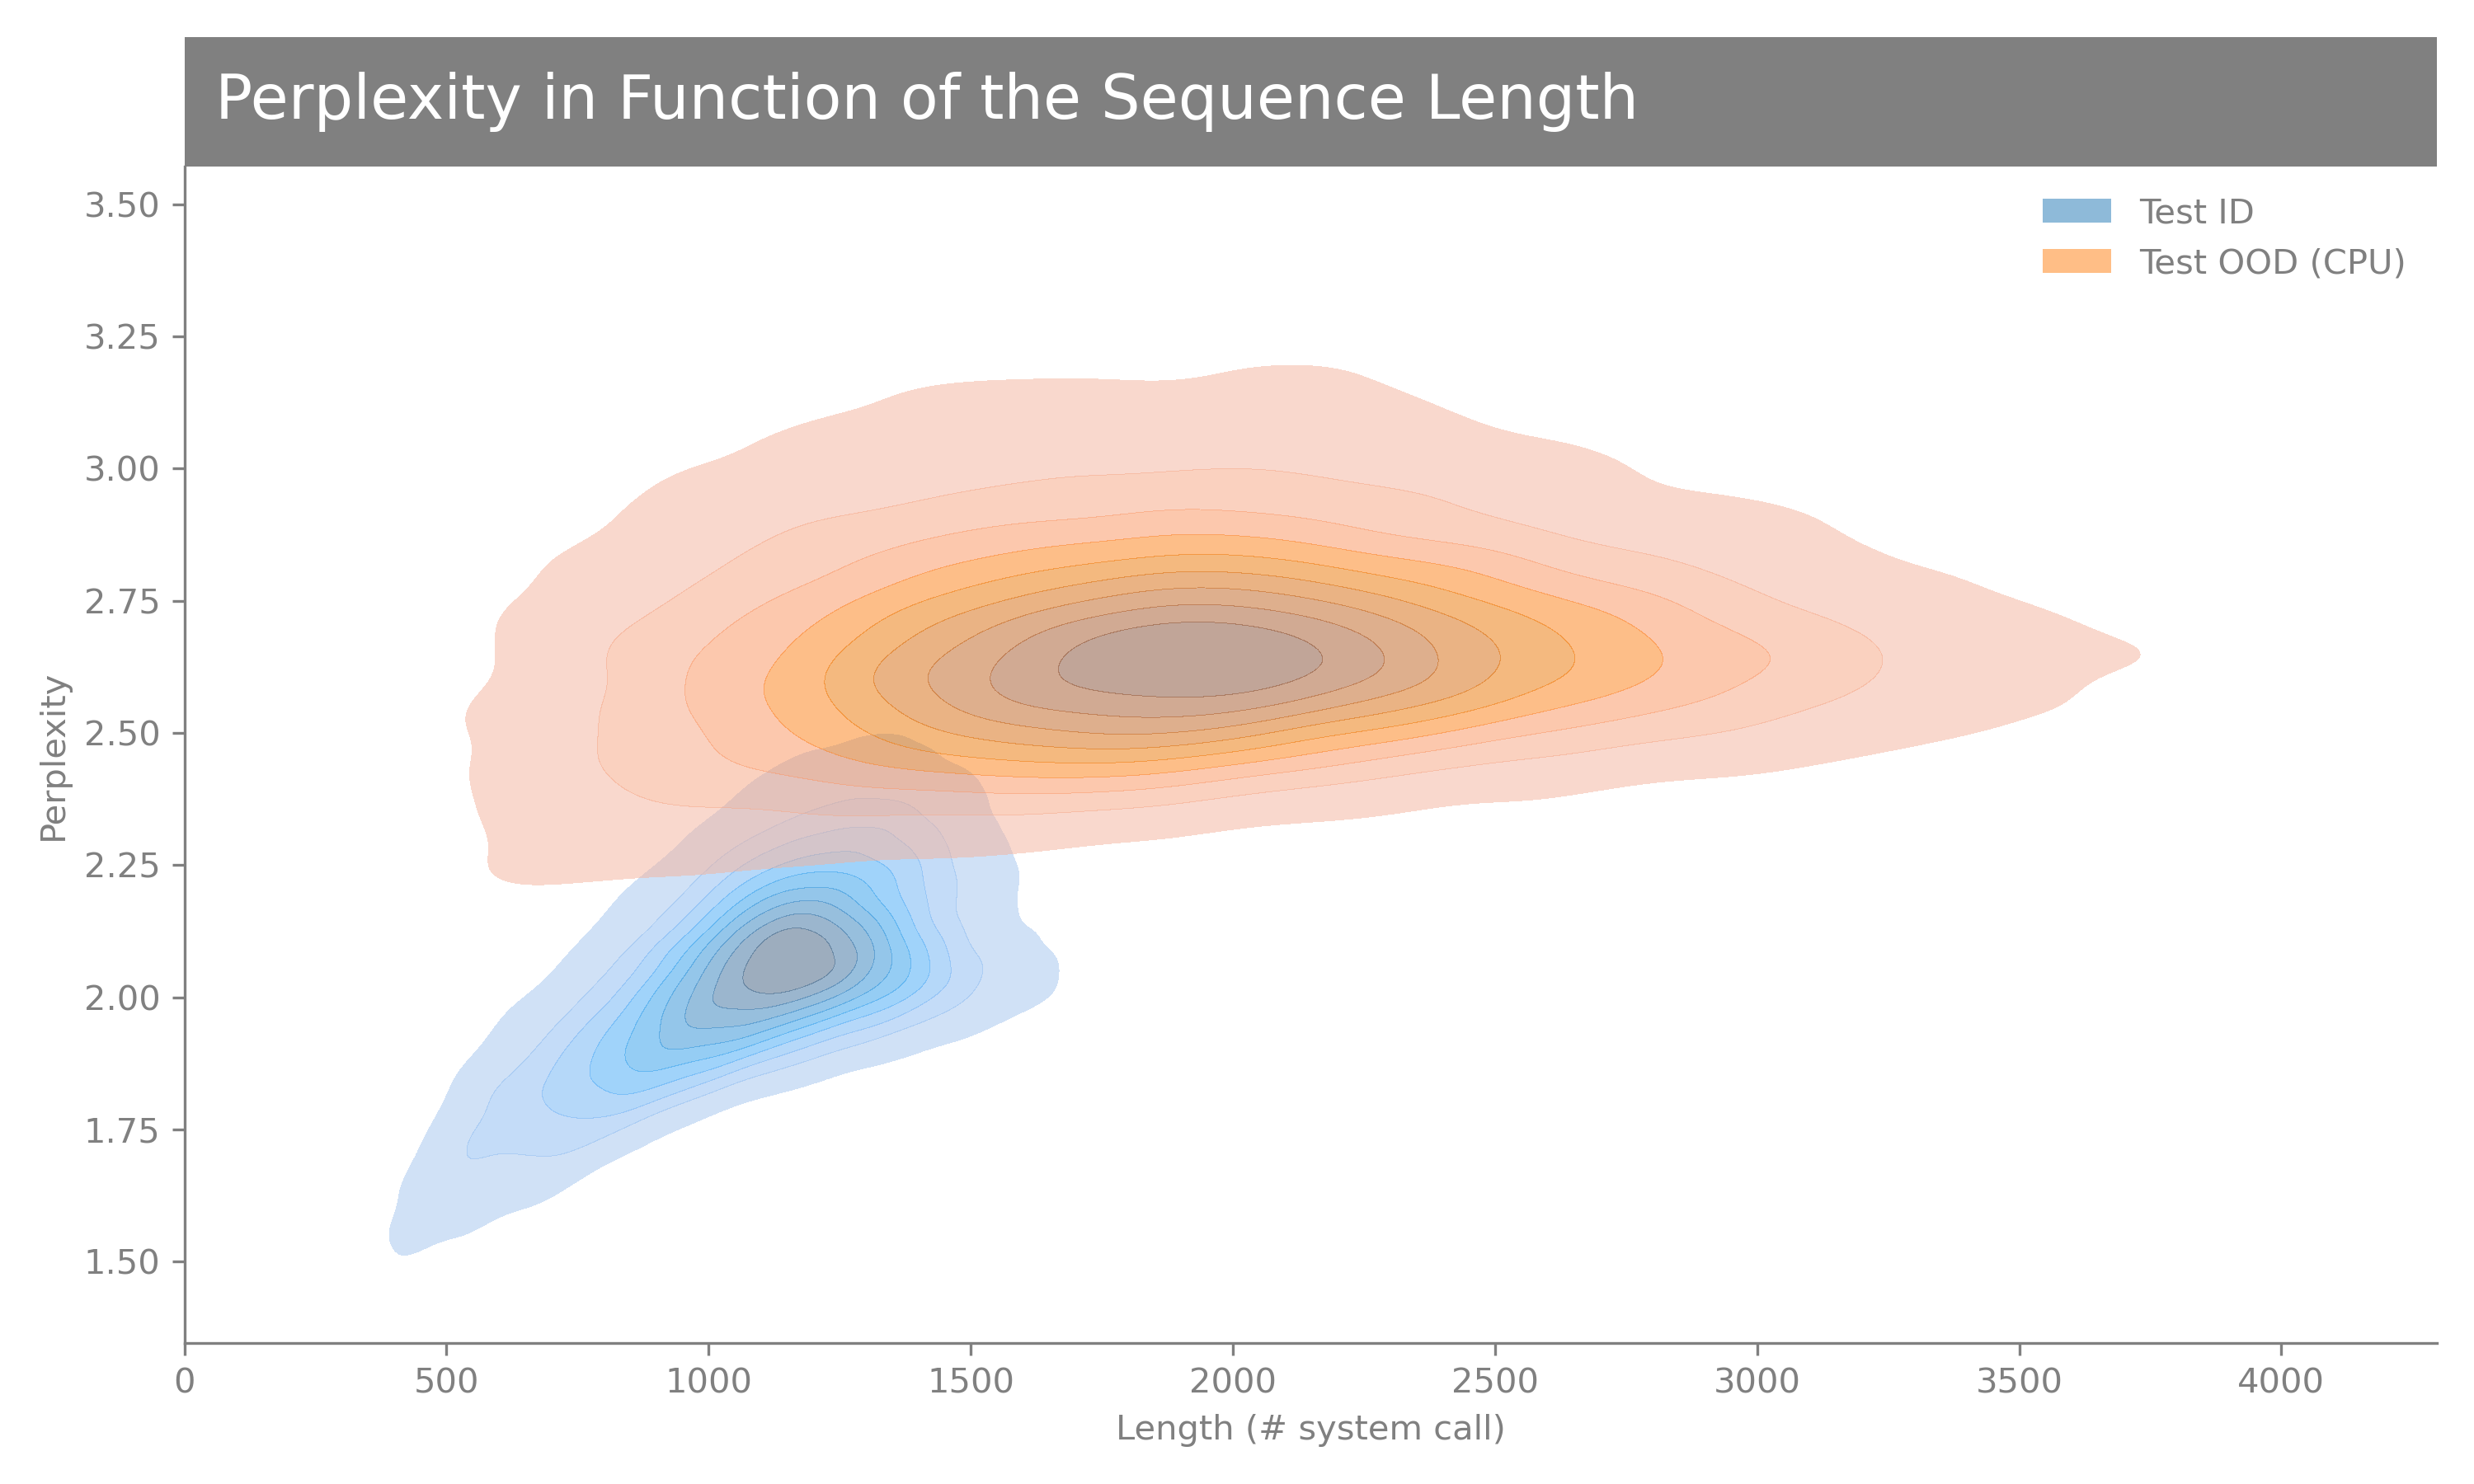 Perplexity in Function of the Sequence Length
Test ID
Test OOD (CPU)
3.50
3.25
3.00
2.75
2.50
2.25
2.00
1.75
1.50
Perplexity
0 500 1000 1500 2000 2500 3000 3500 4000
Length (# system call)